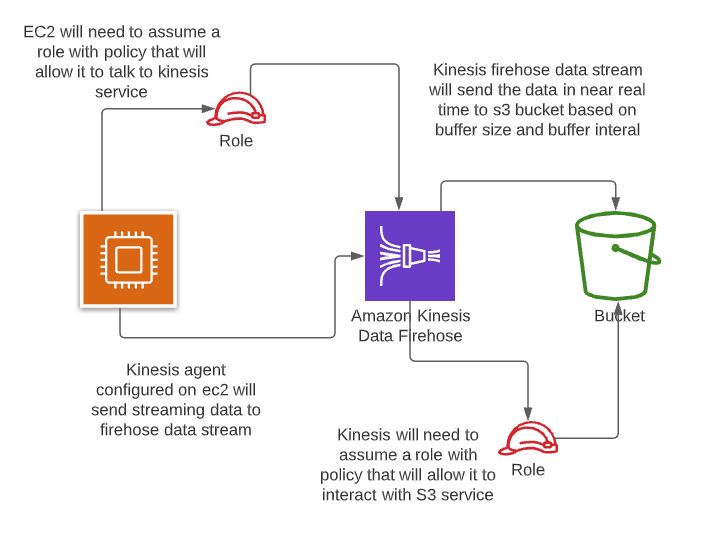 EC2 will need to assume a
role with policy that will
allow it to talk to kinesis
service
Role
Kinesis firehose data stream
will send the data in near real
time to s3 bucket based on
buffer size and buffer interal
Amazon Kinesis
Data Firehose
Bucket
Kinesis agent
configured on ec2 will
send streaming data to
firehose data stream
Kinesis will need to
assume a role with
policy that will allow it to
interact with S3 service
Role